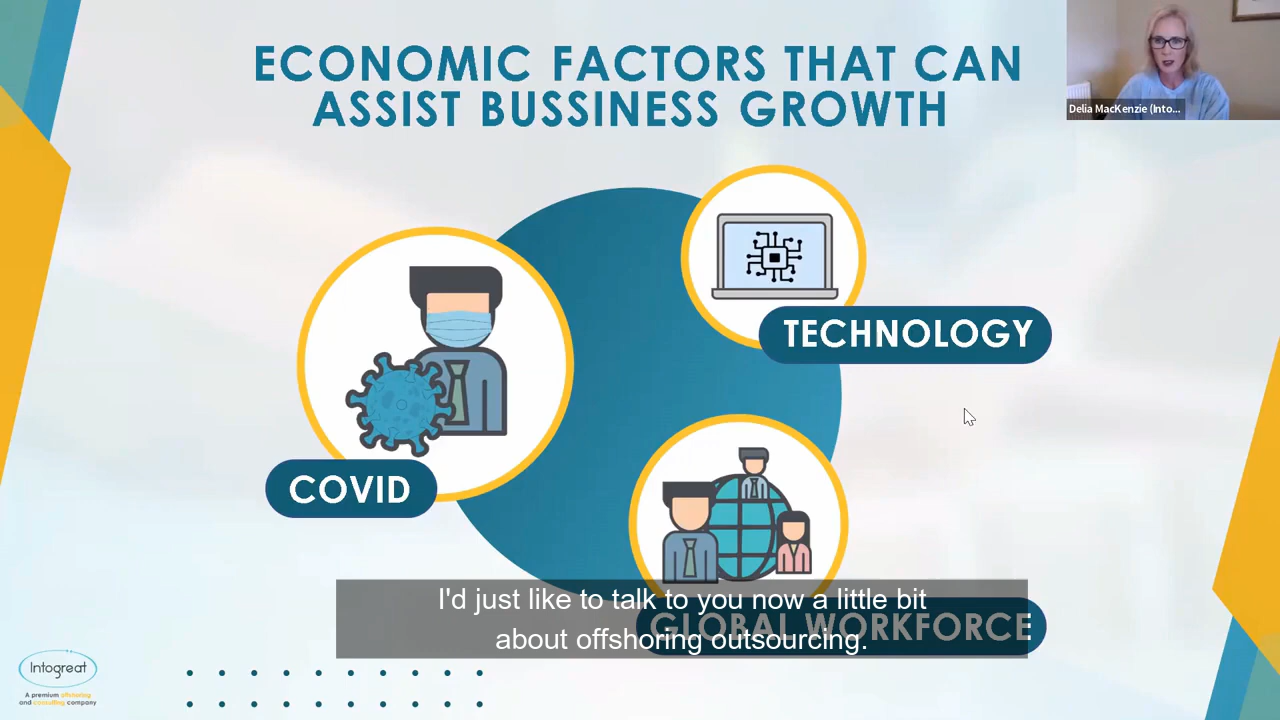 ECONOMIC FACTORS THAT CAN
ASSIST BUSSINESS GROWTH
Delia MacKenzie (Into...
TECHNOLOGY
COVID
GLOBAL WORKFORCE
I'd just like to talk to you now a little bit
about offshoring outsourcing.
Intogreat
A premium offshoring
and consulting company